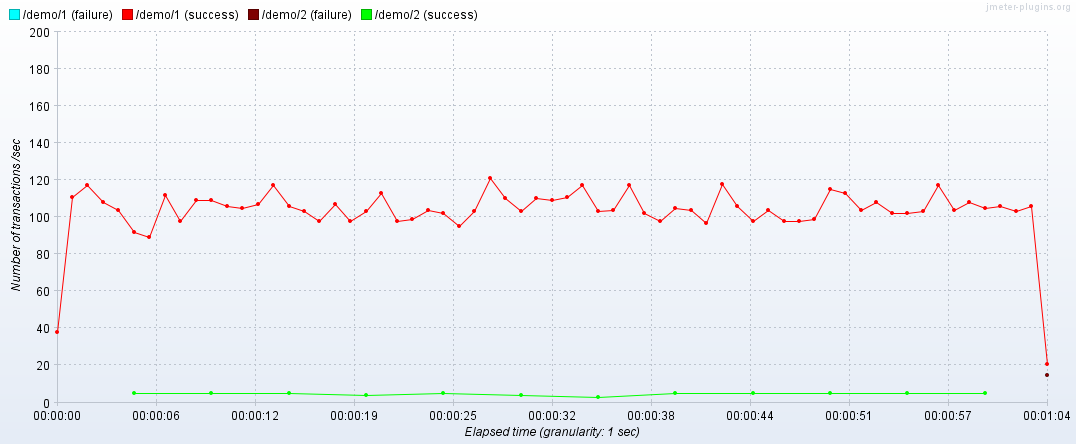 jmeter-plugins.org
/demo/1 (failure) /demo/1 (success) /demo/2 (failure) /demo/2 (success)
200
180
160
140
120
100
80
60
40
20
0
Number of transactions /sec
00:00:00 00:00:06 00:00:12 00:00:19 00:00:25 00:00:32 00:00:38 00:00:44 00:00:51 00:00:57 00:01:04
Elapsed time (granularity: 1 sec)